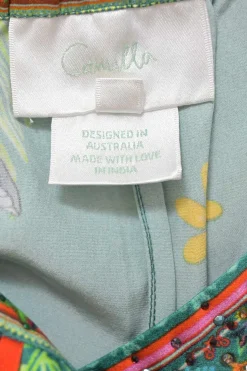 Camilla
DESIGNED IN
AUSTRALIA
MADE WITH LOVE
IN INDIA